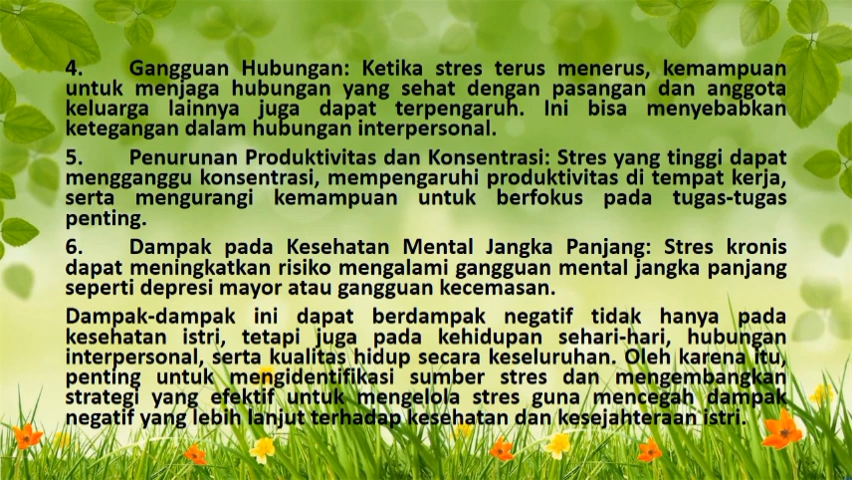 4. Gangguan Hubungan: Ketika stres terus menerus, kemampuan
untuk menjaga hubungan yang sehat dengan pasangan dan anggota
keluarga lainnya juga dapat terpengaruh. Ini bisa menyebabkan
ketegangan dalam hubungan interpersonal.
5. Penurunan Produktivitas dan Konsentrasi: Stres yang tinggi dapat
mengganggu konsentrasi, mempengaruhi produktivitas di tempat kerja,
serta mengurangi kemampuan untuk berfokus pada tugas-tugas
penting.
6. Dampak pada Kesehatan Mental Jangka Panjang: Stres kronis
dapat meningkatkan risiko mengalami gangguan mental jangka panjang
seperti depresi mayor atau gangguan kecemasan.
Dampak-dampak ini dapat berdampak negatif tidak hanya pada
kesehatan istri, tetapi juga pada kehidupan sehari-hari, hubungan
interpersonal, serta kualitas hidup secara keseluruhan. Oleh karena itu,
penting untuk mengidentifikasi sumber stres dan mengembangkan
strategi yang efektif untuk mengelola stres guna mencegah dampak
negatif yang lebih lanjut terhadap kesehatan dan kesejahteraan istri.